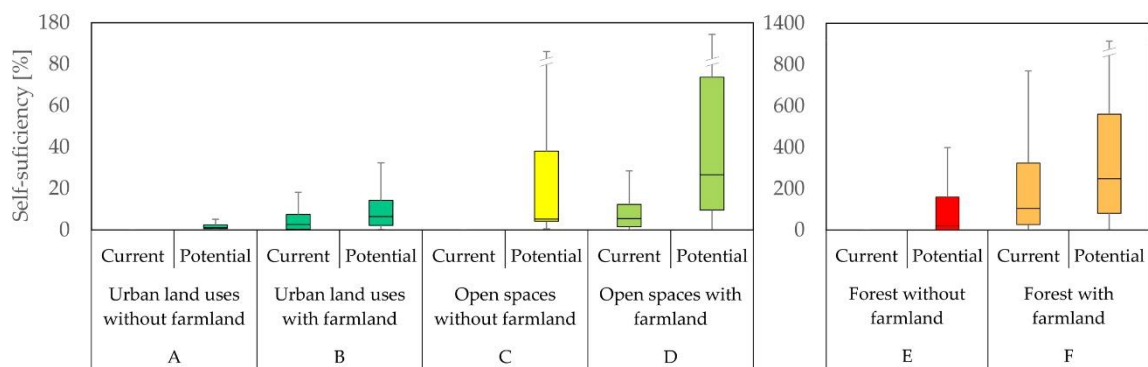 Self-suficiency [%]
180
80
60
40
20
0
Current Potential Current Potential Current Potential Current Potential
Urban land uses without farmland
Urban land uses with farmland
Open spaces without farmland
Open spaces with farmland
A B C D
1400
800
600
400
200
0
Current Potential Current Potential
Forest without farmland
Forest with farmland
E F